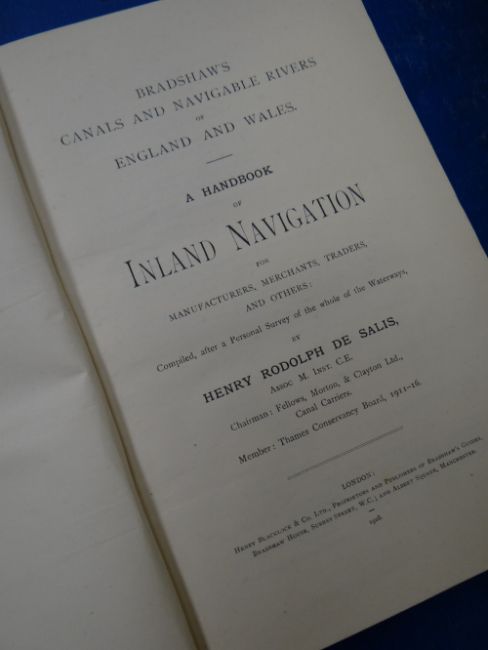 BRADSHAW'S
CANALS AND NAVIGABLE RIVERS
OF
ENGLAND AND WALES.
A HANDBOOK
OF
INLAND NAVIGATION
FOR
MANUFACTURERS, MERCHANTS, TRADERS,
AND OTHERS:
Compiled, after a Personal Survey of the whole of the Waterways,
BY
HENRY RODOLPH DE SALIS,
ASSOC. M. INST. C.E.
Chairman: Fellows, Morton, & Clayton Ltd.,
Canal Carriers.
Member: Thames Conservancy Board, 1911-16.
LONDON:
HENRY BLACKLOCK & CO. LTD., PROPRIETORS AND PUBLISHERS OF BRADSHAW'S GUIDES,
BRADSHAW HOUSE, SURREY STREET, W.C.; AND ALBERT SQUARE, MANCHESTER.